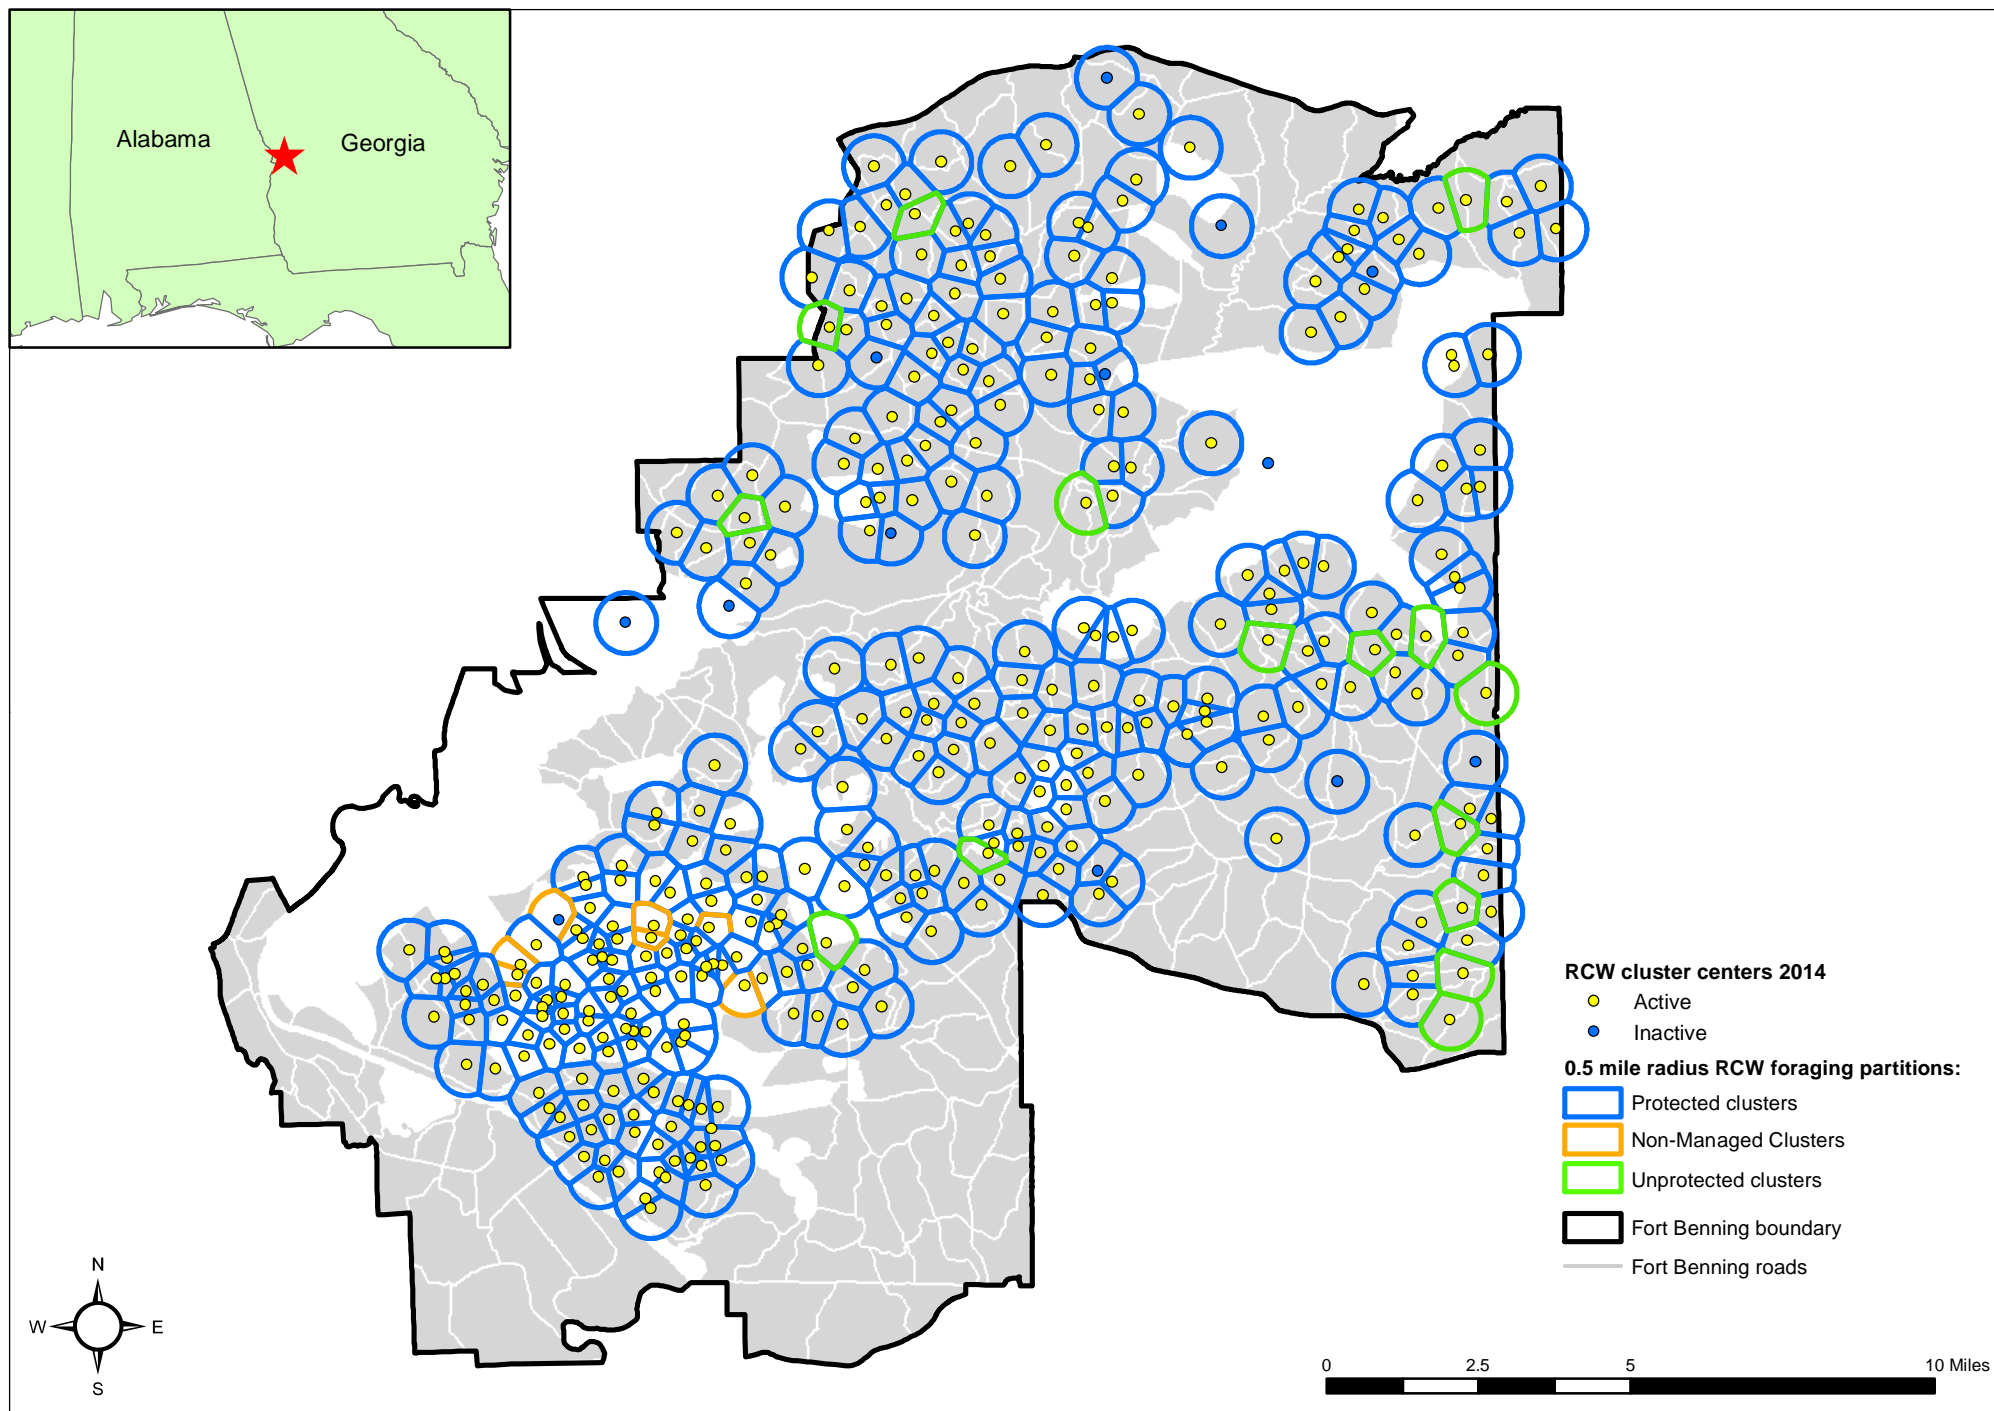 Alabama
Georgia
RCW cluster centers 2014
Active
Inactive
0.5 mile radius RCW foraging partitions:
Protected clusters
Non-Managed Clusters
Unprotected clusters
Fort Benning boundary
Fort Benning roads
N
W
E
S
0 2.5 5 10 Miles